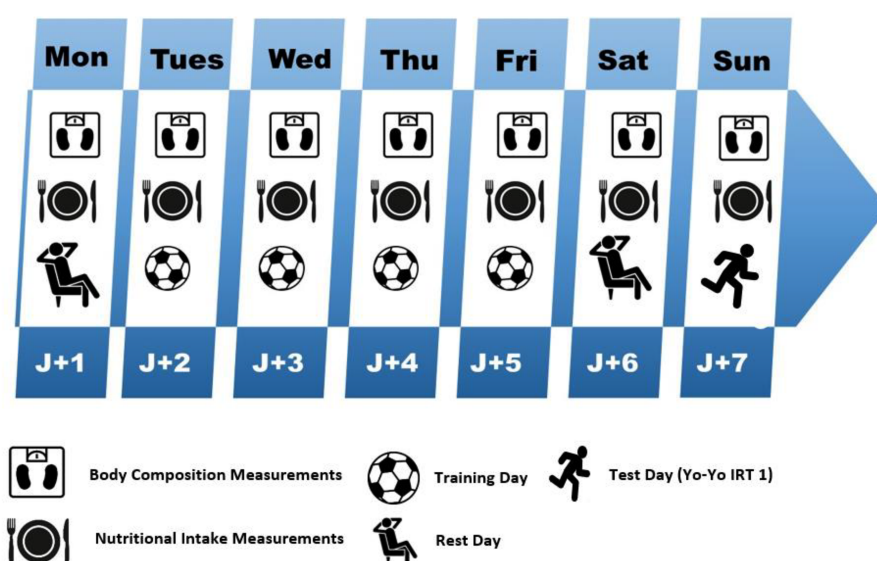 Mon Tues Wed Thu Fri Sat Sun
J+1 J+2 J+3 J+4 J+5 J+6 J+7
Body Composition Measurements Training Day Test Day (Yo-Yo IRT 1)
Nutritional Intake Measurements Rest Day